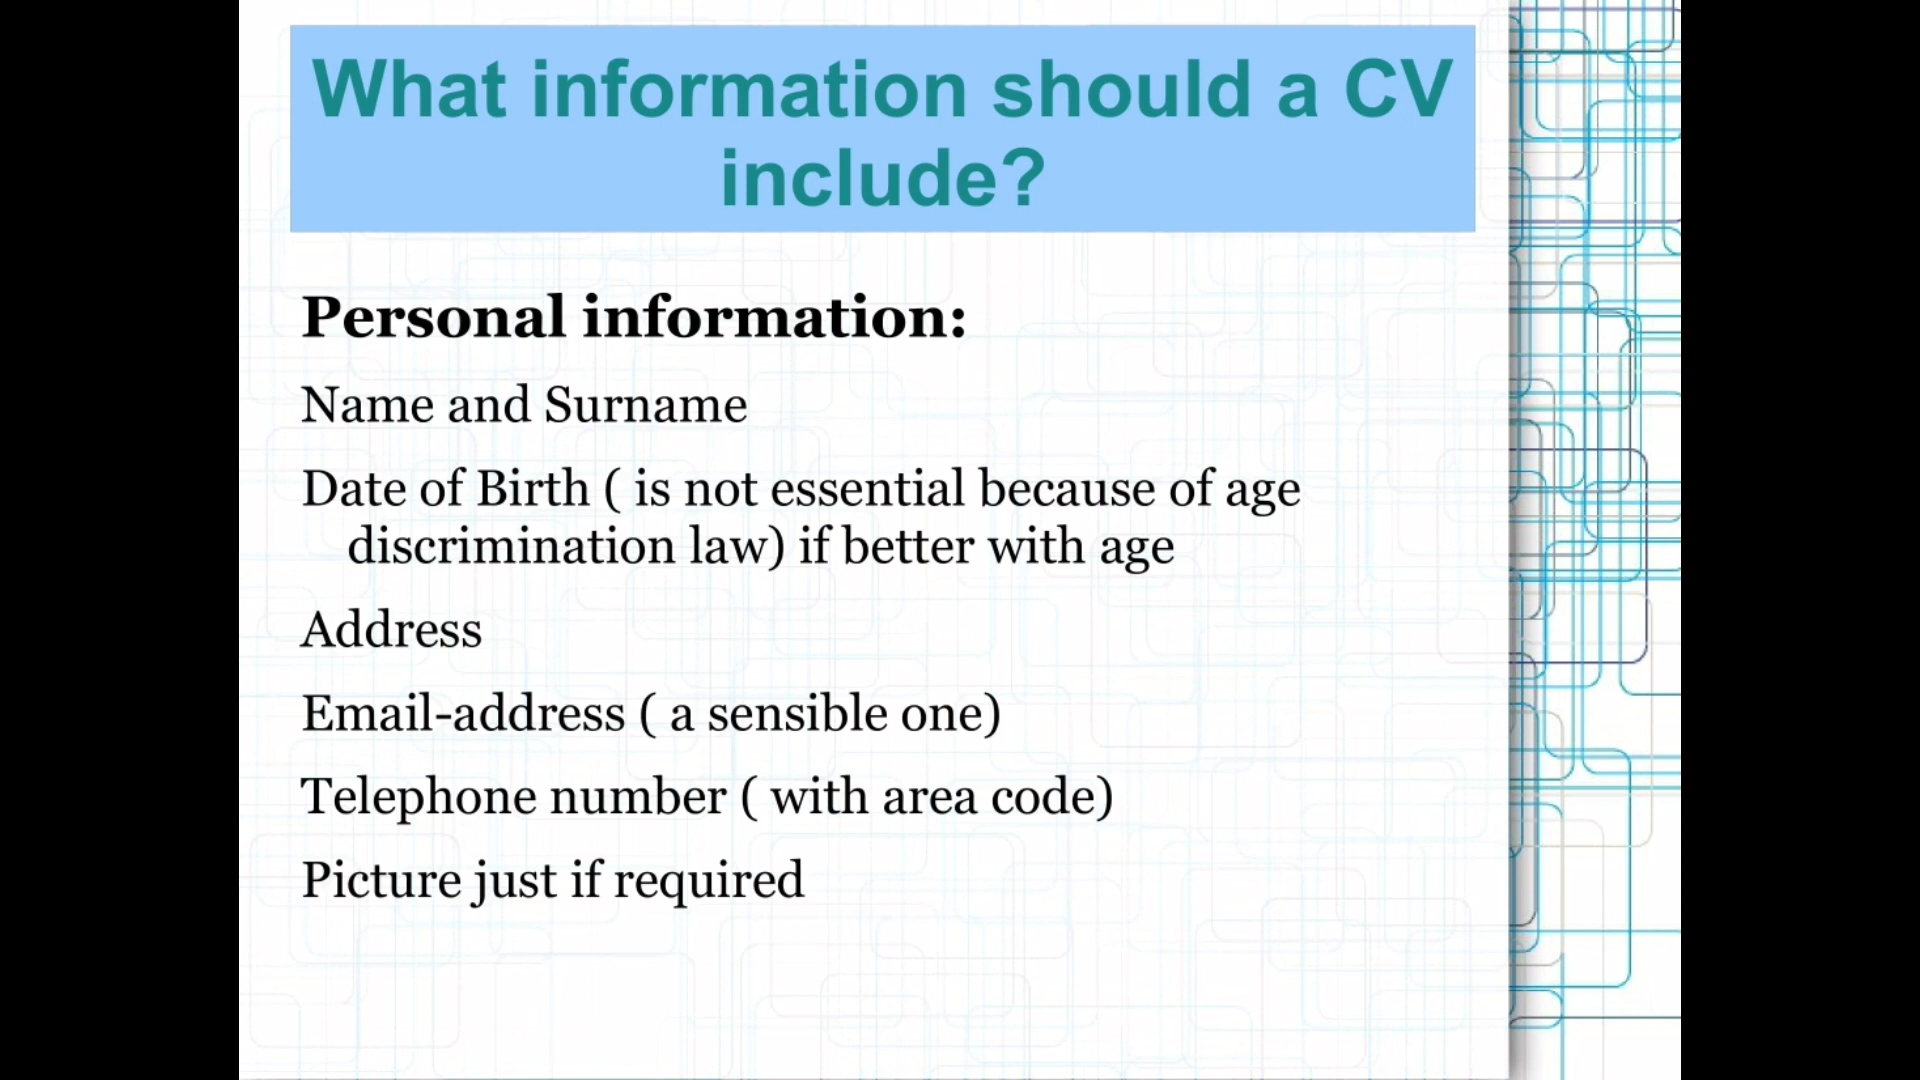 What information should a CV
include?
Personal information:
Name and Surname
Date of Birth ( is not essential because of age
discrimination law) if better with age
Address
Email-address ( a sensible one)
Telephone number ( with area code)
Picture just if required